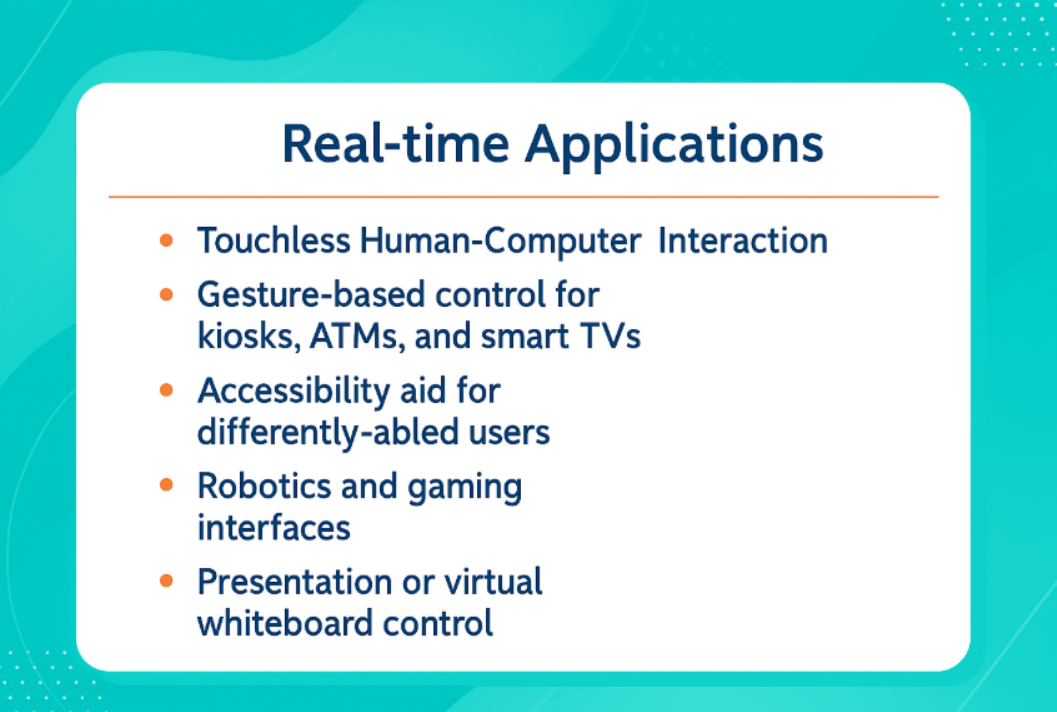 Real-time Applications
• Touchless Human-Computer Interaction
• Gesture-based control for
kiosks, ATMs, and smart TVs
• Accessibility aid for
differently-abled users
• Robotics and gaming
interfaces
• Presentation or virtual
whiteboard control